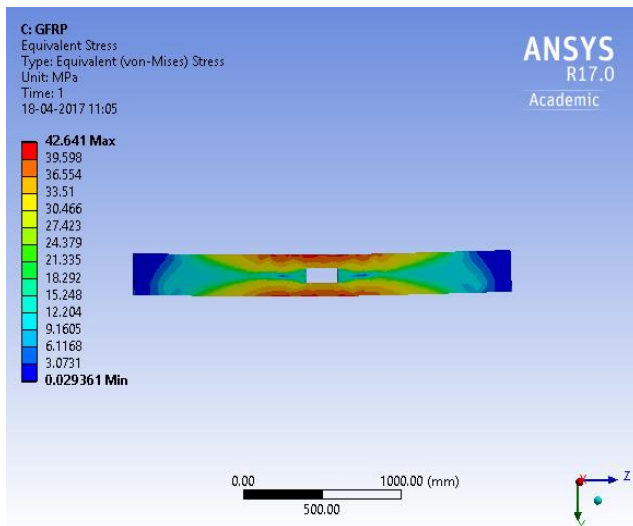 C: GFRP
Equivalent Stress
Type: Equivalent (von-Mises) Stress
Unit: MPa
Time: 1
18-04-2017 11:05
ANSYS
R17.0
Academic
42.641 Max
39.598
36.554
33.51
30.466
27.423
24.379
21.335
18.292
15.248
12.204
9.1605
6.1168
3.0731
0.029361 Min
0.00 1000.00 (mm)
500.00
X Z
Y